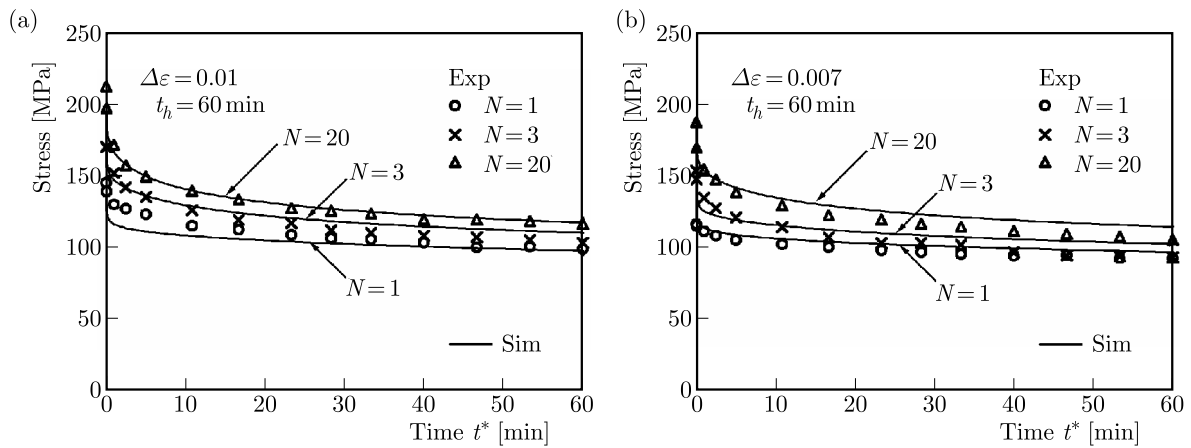 (a)
250
200
150
100
50
0
Stress [MPa]
Δε = 0.01
t_h = 60 min
Exp
N = 1
N = 3
N = 20
N = 20
N = 3
N = 1
Sim
0 10 20 30 40 50 60
Time t* [min]
(b)
250
200
150
100
50
0
Stress [MPa]
Δε = 0.007
t_h = 60 min
Exp
N = 1
N = 3
N = 20
N = 20
N = 3
N = 1
Sim
0 10 20 30 40 50 60
Time t* [min]